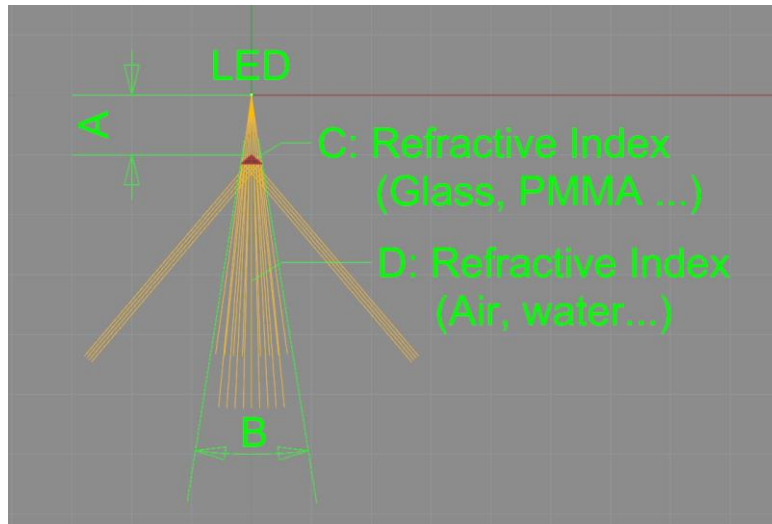 LED
A
C: Refractive Index
(Glass, PMMA ...)
D: Refractive Index
(Air, water...)
B